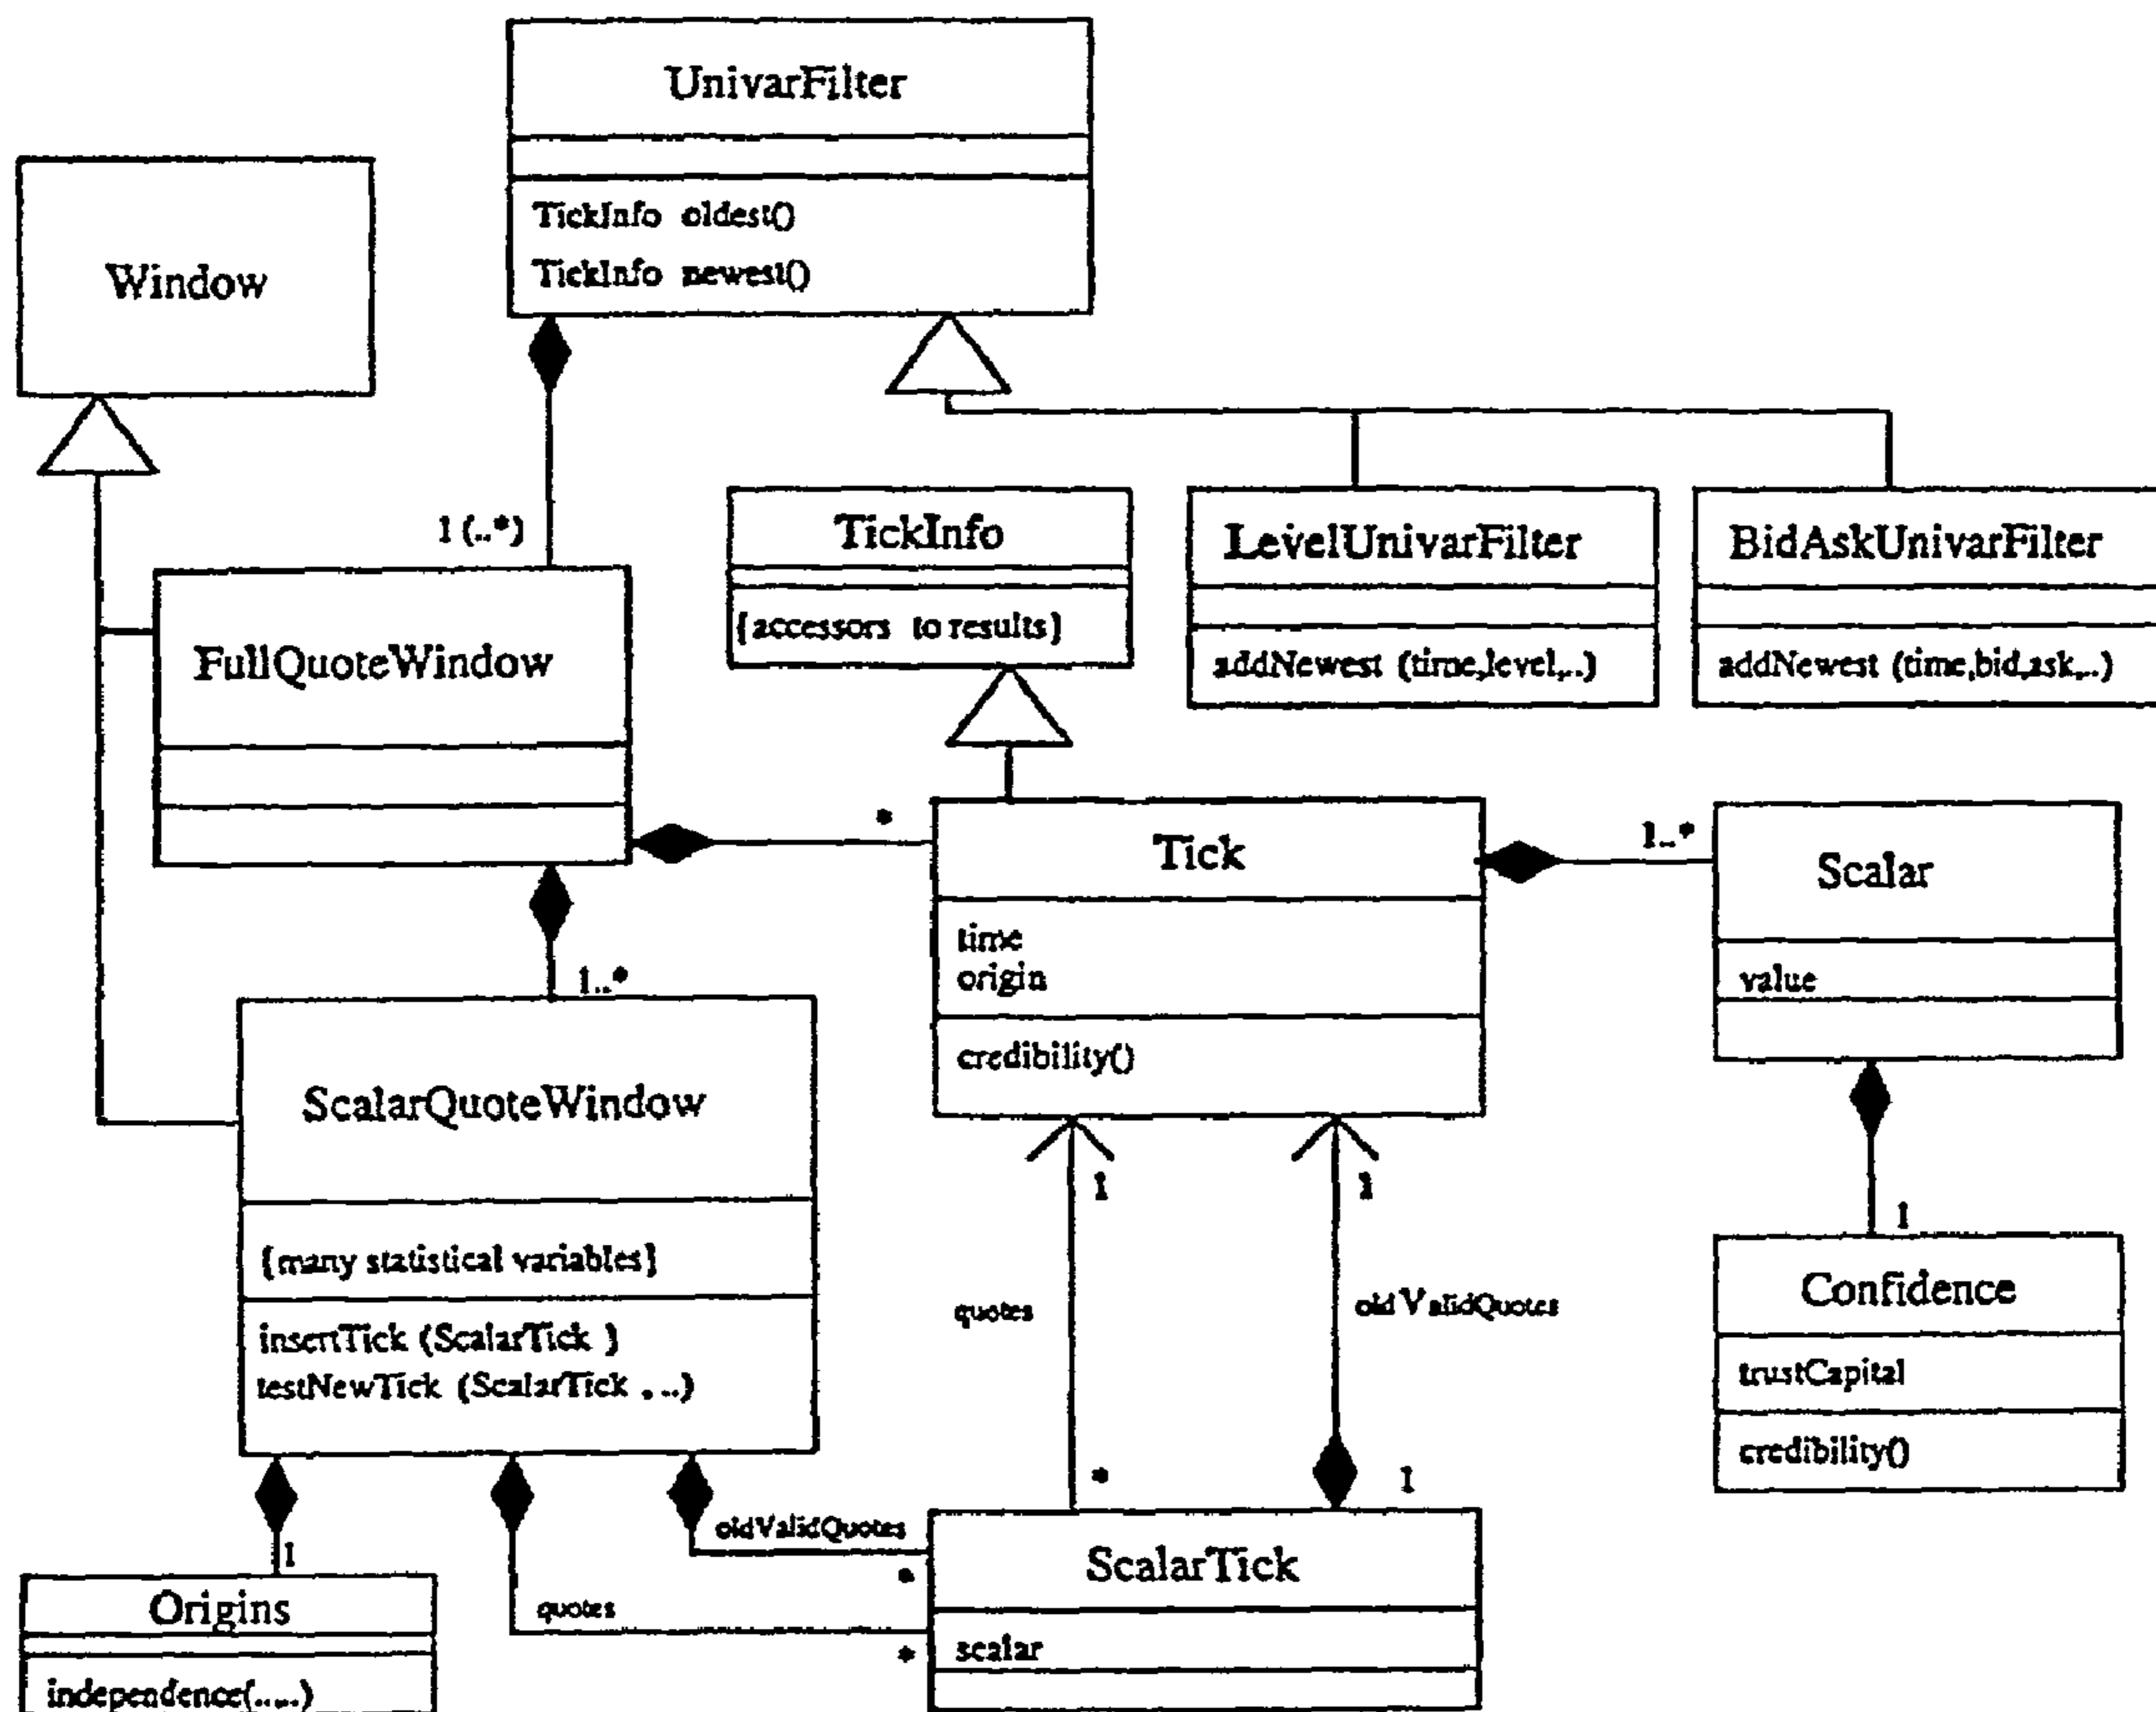 UnivarFilter
TickInfo oldest()
TickInfo newest()
Window
1 (..*)
TickInfo
{accessors to results}
LevelUnivarFilter
addNewest (time,level,..)
BidAskUnivarFilter
addNewest (time,bid,ask,..)
FullQuoteWindow
*
Tick
time
origin
credibility()
1..*
Scalar
value
1..*
ScalarQuoteWindow
{many statistical variables}
insertTick (ScalarTick )
testNewTick (ScalarTick , ..)
1
1
quotes
oldValidQuotes
*
1
1
Confidence
trustCapital
credibility()
1
Origins
independence(.....)
oldValidQuotes
*
quotes
*
ScalarTick
scalar